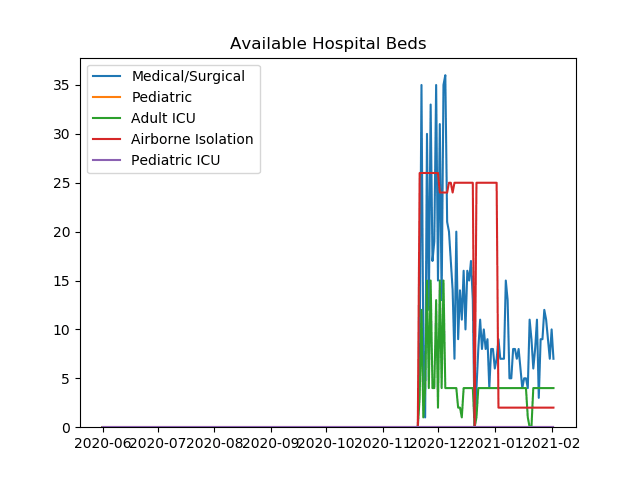 Available Hospital Beds
Medical/Surgical
Pediatric
Adult ICU
Airborne Isolation
Pediatric ICU
35
30
25
20
15
10
5
0
2020-06 2020-07 2020-08 2020-09 2020-10 2020-11 2020-12 2021-01 2021-02